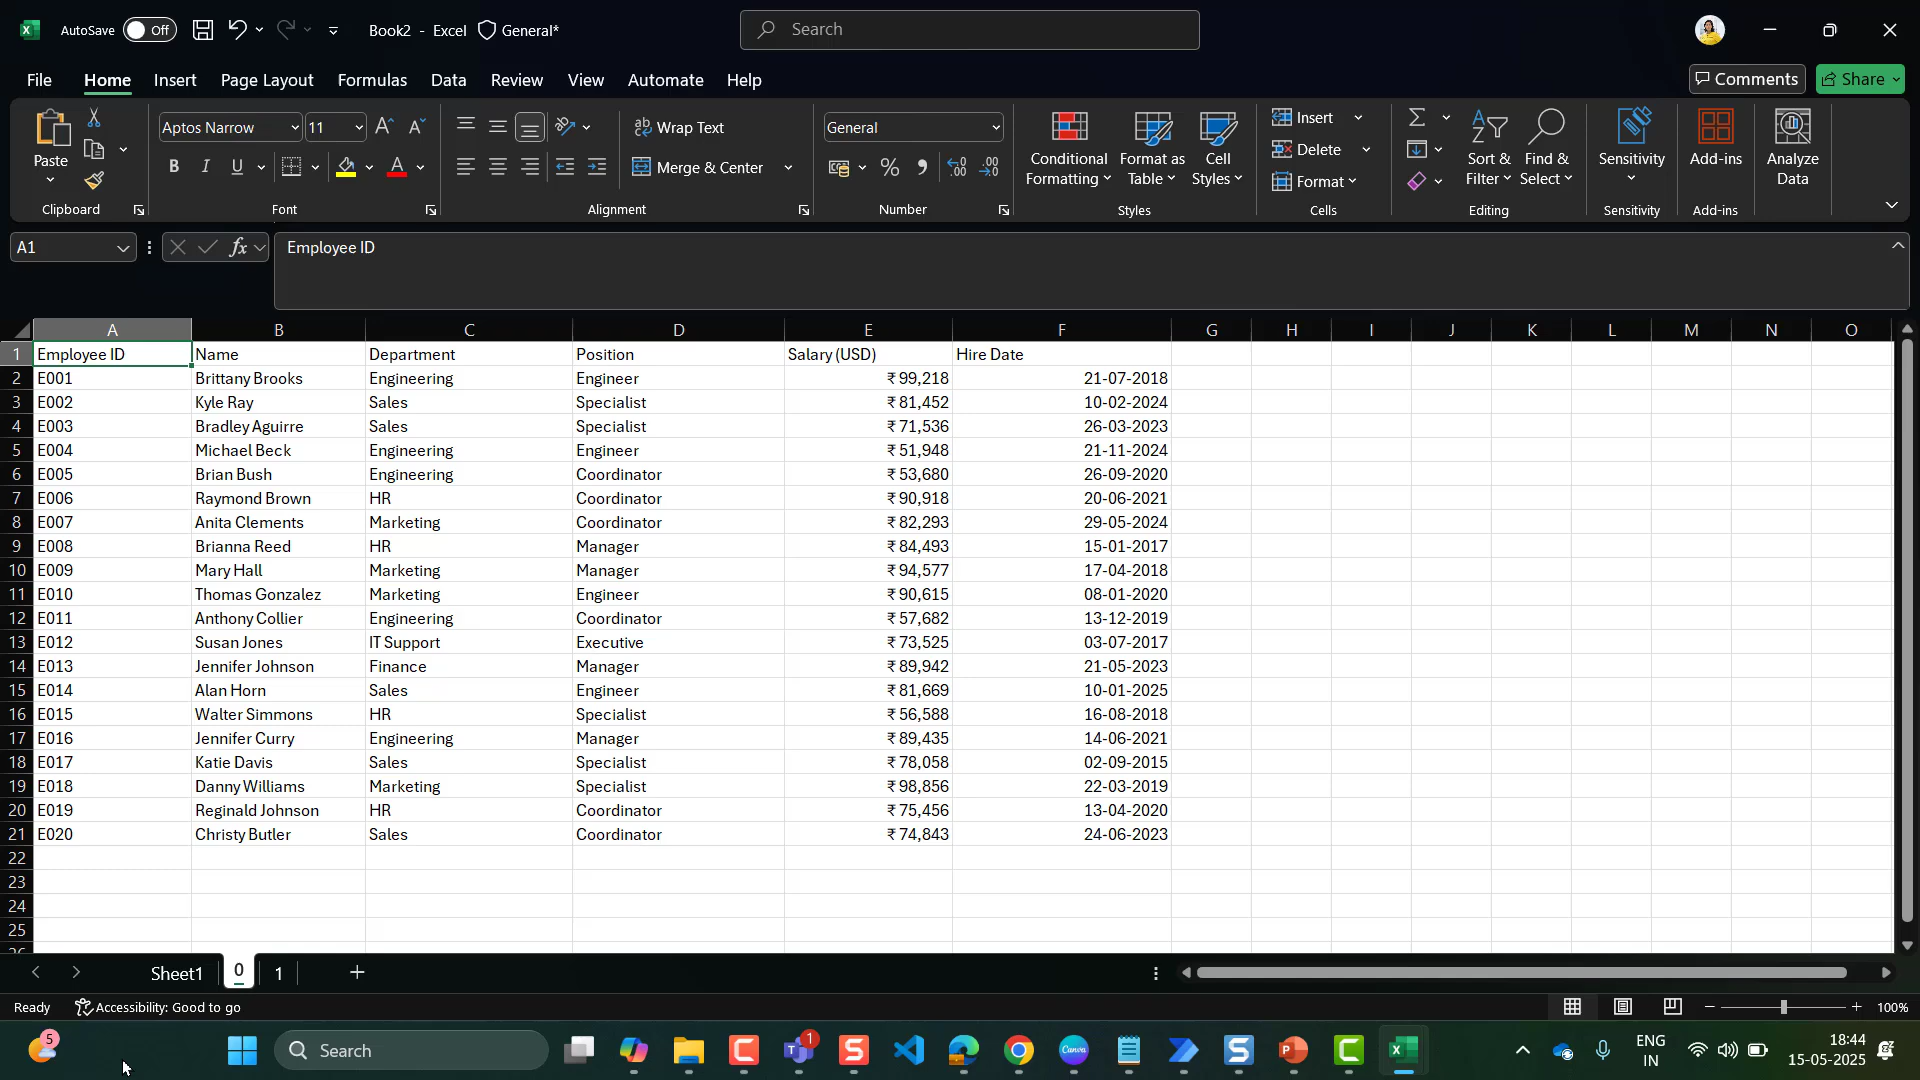 AutoSave Off Book2 - Excel General* Search
File Home Insert Page Layout Formulas Data Review View Automate Help Comments Share
Paste Aptos Narrow 11 Wrap Text General Conditional Formatting Format as Table Cell Styles Insert Sort & Filter Find & Select Sensitivity Add-ins Analyze Data
B I U Merge & Center Delete
Format
Clipboard Font Alignment Number Styles Cells Editing Sensitivity Add-ins
A1 fx Employee ID
A B C D E F G H I J K L M N O
1 Employee ID Name Department Position Salary (USD) Hire Date
2 E001 Brittany Brooks Engineering Engineer ₹ 99,218 21-07-2018
3 E002 Kyle Ray Sales Specialist ₹ 81,452 10-02-2024
4 E003 Bradley Aguirre Sales Specialist ₹ 71,536 26-03-2023
5 E004 Michael Beck Engineering Engineer ₹ 51,948 21-11-2024
6 E005 Brian Bush Engineering Coordinator ₹ 53,680 26-09-2020
7 E006 Raymond Brown HR Coordinator ₹ 90,918 20-06-2021
8 E007 Anita Clements Marketing Coordinator ₹ 82,293 29-05-2024
9 E008 Brianna Reed HR Manager ₹ 84,493 15-01-2017
10 E009 Mary Hall Marketing Manager ₹ 94,577 17-04-2018
11 E010 Thomas Gonzalez Marketing Engineer ₹ 90,615 08-01-2020
12 E011 Anthony Collier Engineering Coordinator ₹ 57,682 13-12-2019
13 E012 Susan Jones IT Support Executive ₹ 73,525 03-07-2017
14 E013 Jennifer Johnson Finance Manager ₹ 89,942 21-05-2023
15 E014 Alan Horn Sales Engineer ₹ 81,669 10-01-2025
16 E015 Walter Simmons HR Specialist ₹ 56,588 16-08-2018
17 E016 Jennifer Curry Engineering Manager ₹ 89,435 14-06-2021
18 E017 Katie Davis Sales Specialist ₹ 78,058 02-09-2015
19 E018 Danny Williams Marketing Specialist ₹ 98,856 22-03-2019
20 E019 Reginald Johnson HR Coordinator ₹ 75,456 13-04-2020
21 E020 Christy Butler Sales Coordinator ₹ 74,843 24-06-2023
22
23
24
25
26
Sheet1 0 1
Ready Accessibility: Good to go 100%
5 Search 1 Canva ENG 18:44
IN 15-05-2025